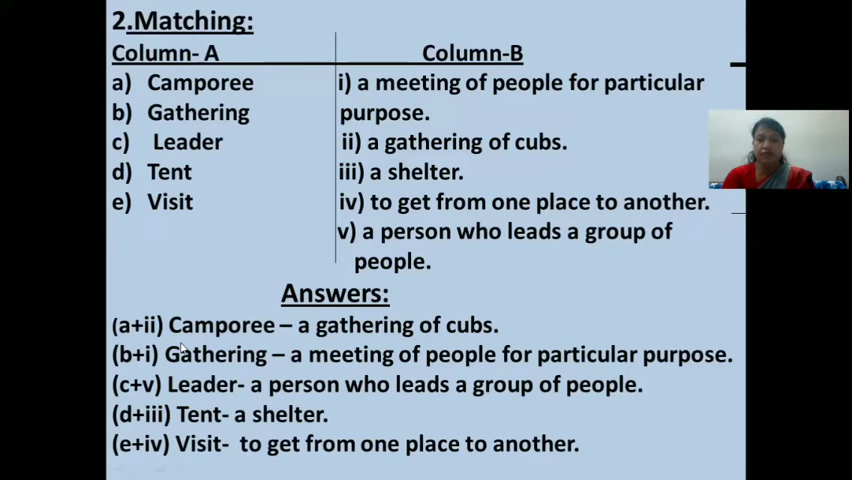 2.Matching:
Column- A Column-B
a) Camporee i) a meeting of people for particular
b) Gathering purpose.
c) Leader ii) a gathering of cubs.
d) Tent iii) a shelter.
e) Visit iv) to get from one place to another.
v) a person who leads a group of
people.
Answers:
(a+ii) Camporee – a gathering of cubs.
(b+i) Gathering – a meeting of people for particular purpose.
(c+v) Leader- a person who leads a group of people.
(d+iii) Tent- a shelter.
(e+iv) Visit- to get from one place to another.